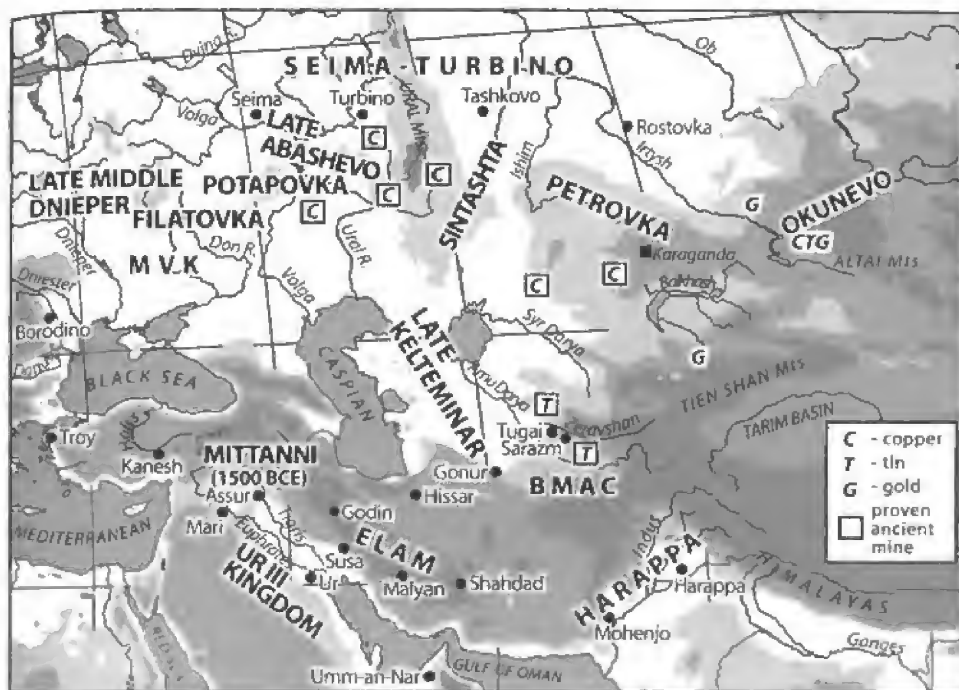 Dvina R.
Ob
SEIMA - TURBINO
Seima
Turbino
URAL Mts
Tashkovo
Volga
LATE
ABASHEVO
C
Rostovka
Irtysh
Ishim
LATE MIDDLE
DNIEPER
POTAPOVKA
C
C
C
FILATOVKA
SINTASHTA
PETROVKA
G
OKUNEVO
CTG
Dnieper
Don R.
Ural R.
M V K
Karaganda
ALTAI Mts
Dniester
Volga
C
C
Balkhash
Borodino
Syr Darya
LATE
KELTEMINAR
G
BLACK SEA
CASPIAN
Amu Darya
T
TIEN SHAN Mts
Zeravshan
Troy
Halys
Kanesh
Tugai
Sarazm
T
TARIM BASIN
MITTANNI
(1500 BCE)
Gonur
BMAC
Assur
Hissar
Mari
Godin
MEDITERRANEAN
Tigris
Euphrates
ELAM
Indus
Susa
UR III
KINGDOM
Ur
Malyan
Shahdad
HARAPPA
Harappa
HIMALAYAS
Mohenjo
Ganges
RED SEA
Umm-an-Nar
GULF OF OMAN
C - copper
T - tin
G - gold
proven
ancient
mine